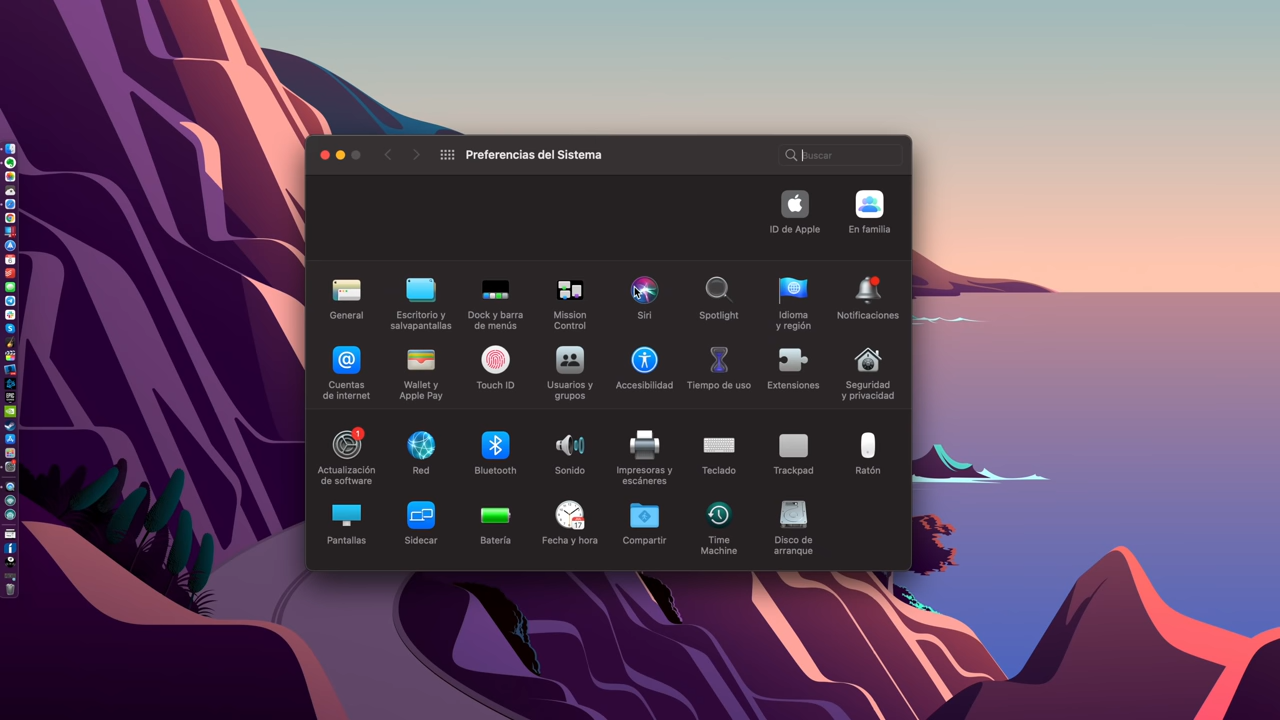 Preferencias del Sistema
Buscar
ID de Apple
En familia
General
Escritorio y
salvapantallas
Dock y barra
de menús
Mission
Control
Siri
Spotlight
Idioma
y región
Notificaciones
Cuentas
de internet
Wallet y
Apple Pay
Touch ID
Usuarios y
grupos
Accesibilidad
Tiempo de uso
Extensiones
Seguridad
y privacidad
1
Actualización
de software
Red
Bluetooth
Sonido
Impresoras y
escáneres
Teclado
Trackpad
Ratón
Pantallas
Sidecar
Batería
17
Fecha y hora
Compartir
Time
Machine
Disco de
arranque